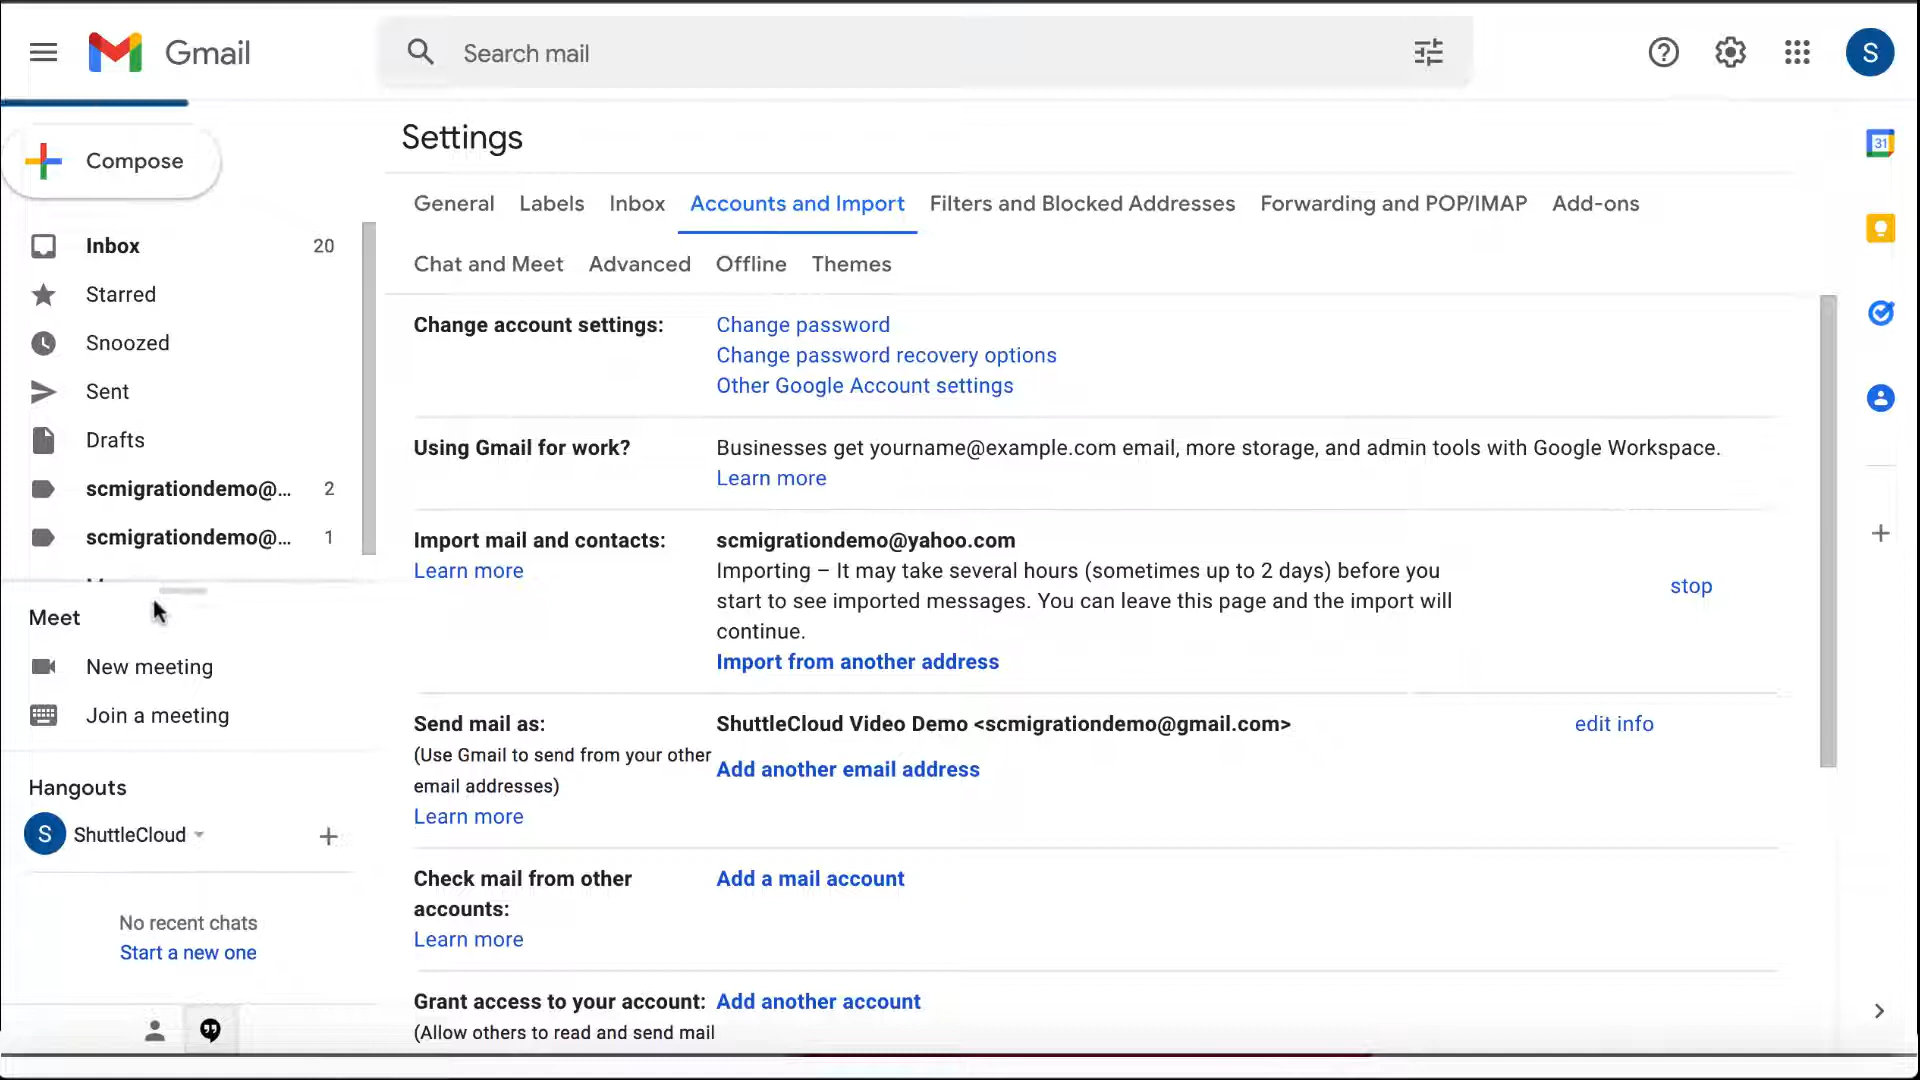 Gmail
Search mail
S
Compose
Inbox 20
Starred
Snoozed
Sent
Drafts
scmigrationdemo@... 2
scmigrationdemo@... 1
Meet
New meeting
Join a meeting
Hangouts
S ShuttleCloud
No recent chats
Start a new one
Settings
General Labels Inbox Accounts and Import Filters and Blocked Addresses Forwarding and POP/IMAP Add-ons
Chat and Meet Advanced Offline Themes
Change account settings: Change password
Change password recovery options
Other Google Account settings
Using Gmail for work? Businesses get yourname@example.com email, more storage, and admin tools with Google Workspace.
Learn more
Import mail and contacts: scmigrationdemo@yahoo.com
Learn more Importing – It may take several hours (sometimes up to 2 days) before you
start to see imported messages. You can leave this page and the import will
continue.
stop
Import from another address
Send mail as: ShuttleCloud Video Demo <scmigrationdemo@gmail.com> edit info
(Use Gmail to send from your other
email addresses)
Add another email address
Learn more
Check mail from other
accounts:
Add a mail account
Learn more
Grant access to your account: Add another account
(Allow others to read and send mail
31